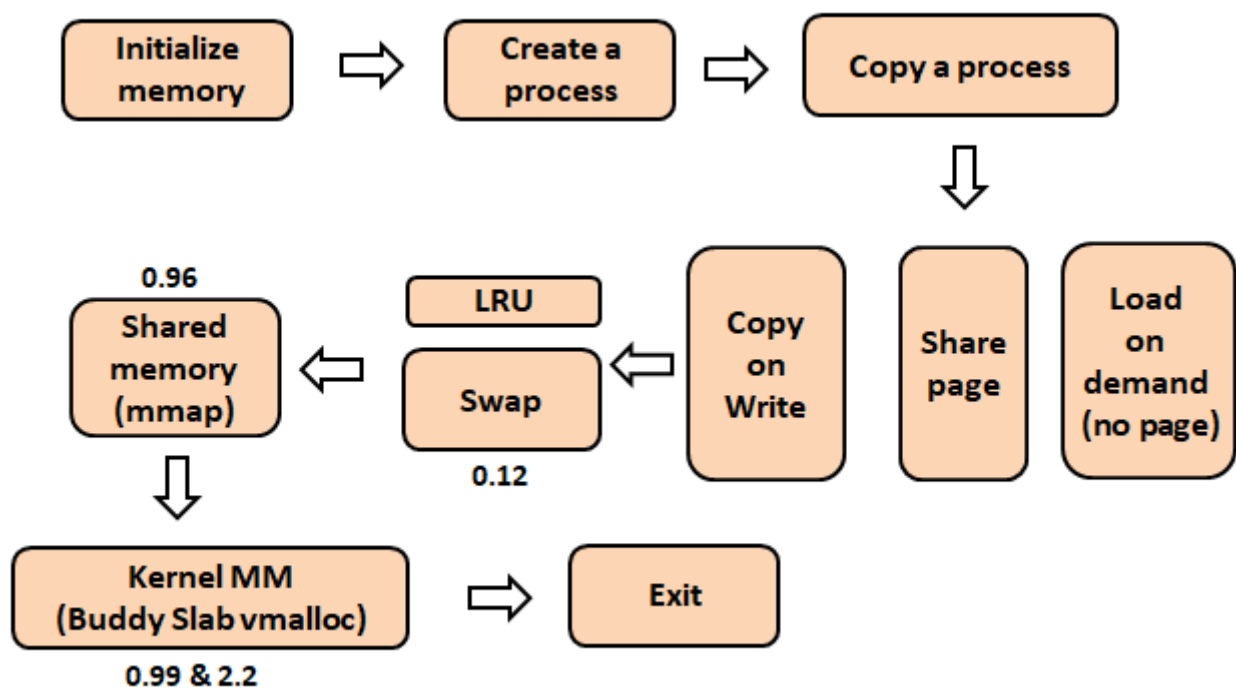 Initialize
memory
Create a
process
Copy a process
0.96
Shared
memory
(mmap)
LRU
Swap
0.12
Copy
on
Write
Share
page
Load
on
demand
(no page)
Kernel MM
(Buddy Slab vmalloc)
0.99 & 2.2
Exit